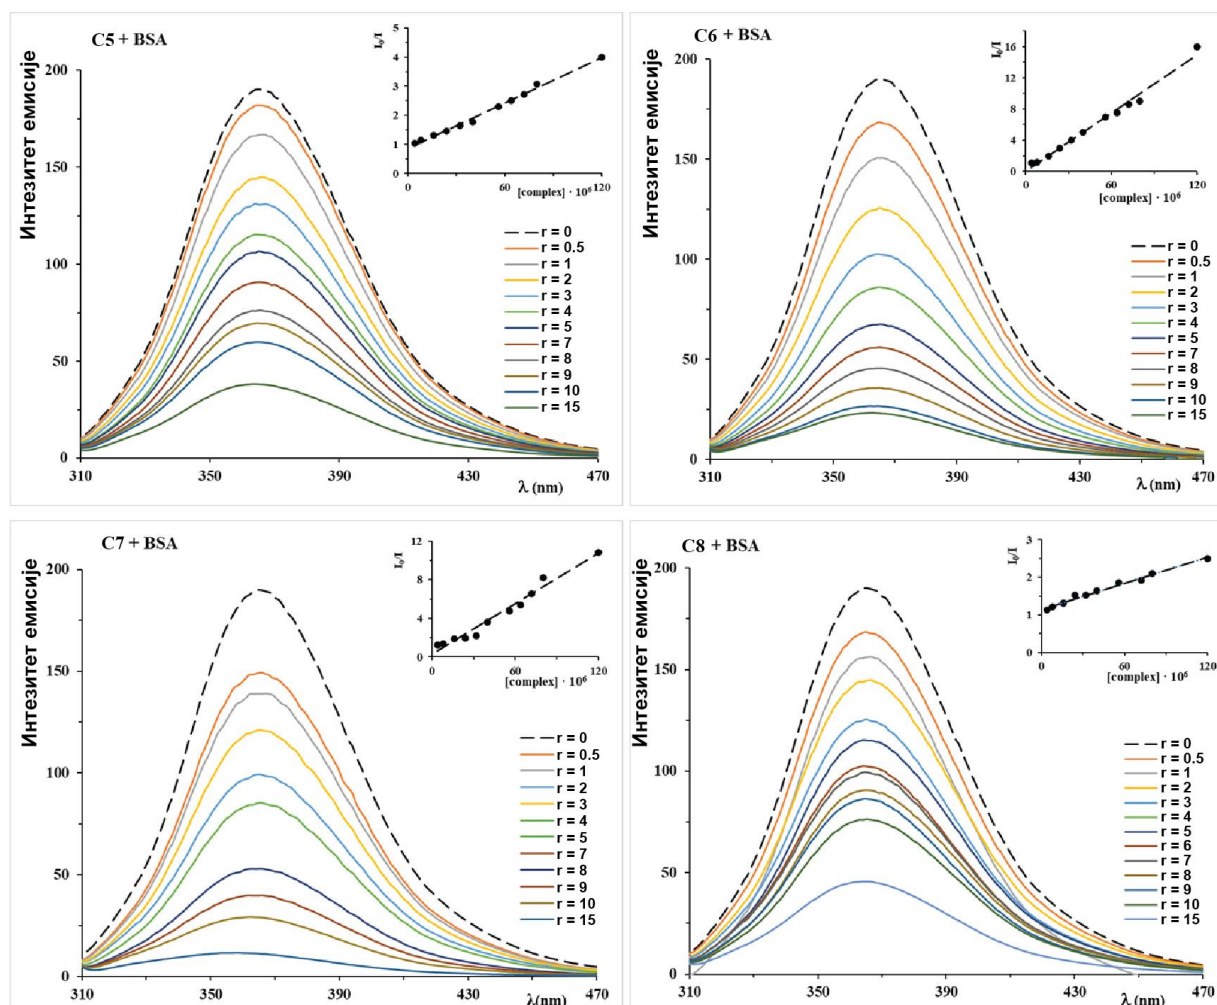 C5 + BSA
Интезитет емисије
200
150
100
50
0
310
350
390
430
470
λ (nm)
I₀/I
5
4
3
2
1
0
0
60
120
[complex] · 10⁶
r = 0
r = 0.5
r = 1
r = 2
r = 3
r = 4
r = 5
r = 7
r = 8
r = 9
r = 10
r = 15
C6 + BSA
Интезитет емисије
200
150
100
50
0
310
350
390
430
470
λ (nm)
I₀/I
16
12
8
4
0
0
60
120
[complex] · 10⁶
r = 0
r = 0.5
r = 1
r = 2
r = 3
r = 4
r = 5
r = 7
r = 8
r = 9
r = 10
r = 15
C7 + BSA
Интезитет емисије
200
150
100
50
0
310
350
390
430
470
λ(nm)
I₀/I
12
8
4
0
0
60
120
[complex] · 10⁶
r = 0
r = 0.5
r = 1
r = 2
r = 3
r = 4
r = 5
r = 7
r = 8
r = 9
r = 10
r = 15
C8 + BSA
Интезитет емисије
200
150
100
50
0
310
350
390
430
470
λ (nm)
I₀/I
3
2
1
0
0
60
120
[complex] · 10⁶
r = 0
r = 0.5
r = 1
r = 2
r = 3
r = 4
r = 5
r = 6
r = 7
r = 8
r = 9
r = 10
r = 15